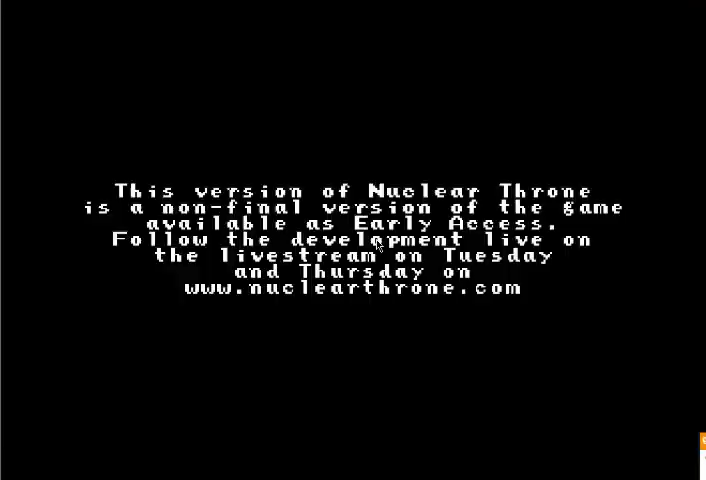 This version of Nuclear Throne
is a non-final version of the game
available as Early Access.
Follow the development live on
the livestream on Tuesday
and Thursday on
www.nuclearthrone.com